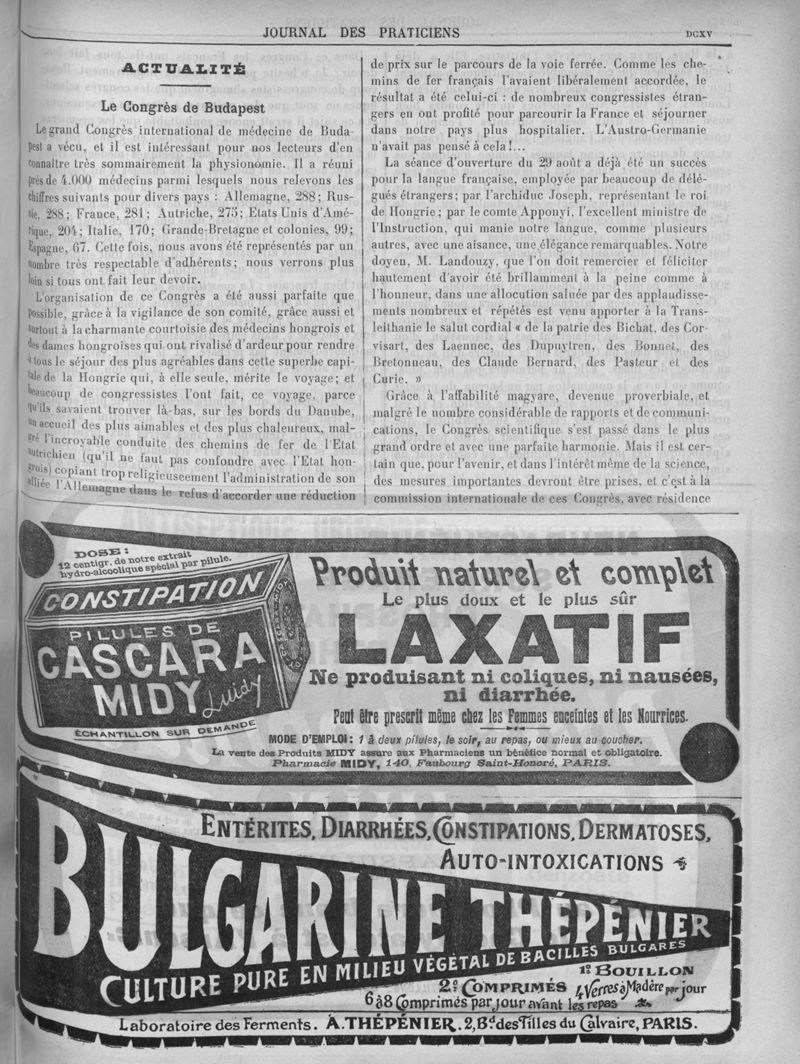 JOURNAL DES PRATICIENS
DCXV
ACTUALITÉ
Le Congrès de Budapest
Le grand Congrès international de médecine de Buda-
pest a vécu, et il est intéressant pour nos lecteurs d'en
connaître très sommairement la physionomie. Il a réuni
près de 4.000 médecins parmi lesquels nous relevons les
chiffres suivants pour divers pays : Allemagne, 288; Rus-
sie, 288; France, 281; Autriche, 275; Etats Unis d'Amé-
rique, 204; Italie, 170; Grande-Bretagne et colonies, 99;
Espagne, 67. Cette fois, nous avons été représentés par un
nombre très respectable d'adhérents; nous verrons plus
loin si tous ont fait leur devoir.
L'organisation de ce Congrès a été aussi parfaite que
possible, grâce à la vigilance de son comité, grâce aussi et
surtout à la charmante courtoisie des médecins hongrois et
des dames hongroises qui ont rivalisé d'ardeur pour rendre
à tous le séjour des plus agréables dans cette superbe capi-
tale de la Hongrie qui, à elle seule, mérite le voyage; et
beaucoup de congressistes l'ont fait, ce voyage, parce
qu'ils savaient trouver là-bas, sur les bords du Danube,
un accueil des plus aimables et des plus chaleureux, mal-
gré l'incroyable conduite des chemins de fer de l'Etat
autrichien (qu'il ne faut pas confondre avec l'Etat hon-
grois) copiant trop religieuscement l'administration de son
alliée l'Allemagne dans le refus d'accorder une réduction
de prix sur le parcours de la voie ferrée. Comme les che-
mins de fer français l'avaient libéralement accordée, le
résultat a été celui-ci : de nombreux congressistes étran-
gers en ont profité pour parcourir la France et séjourner
dans notre pays plus hospitalier. L'Austro-Germanie
n'avait pas pensé à cela!...
La séance d'ouverture du 29 août a déjà été un succès
pour la langue française, employée par beaucoup de délé-
gués étrangers; par l'archiduc Joseph, représentant le roi
de Hongrie; par le comte Apponyi, l'excellent ministre de
l'Instruction, qui manie notre langue, comme plusieurs
autres, avec une aisance, une élégance remarquables. Notre
doyen, M. Landouzy, que l'on doit remercier et féliciter
hautement d'avoir été brillamment à la peine comme à
l'honneur, dans une allocution saluée par des applaudisse-
ments nombreux et répétés est venu apporter à la Trans-
leithanie le salut cordial « de la patrie des Bichat, des Cor-
visart, des Laennec, des Dupuytren, des Bonnet, des
Bretonneau, des Claude Bernard, des Pasteur et des
Curie. »
Grâce à l'affabilité magyare, devenue proverbiale, et
malgré le nombre considérable de rapports et de communi-
cations, le Congrès scientifique s'est passé dans le plus
grand ordre et avec une parfaite harmonie. Mais il est cer-
tain que, pour l'avenir, et dans l'intérêt même de la science,
des mesures importantes devront être prises, et c'est à la
commission internationale de ces Congrès, avec résidence
DOSE :
12 centigr. de notre extrait
hydro-alcoolique spécial par pilule.
CONSTIPATION
PILULES DE
CASCARA
MIDY
Luidy
ÉCHANTILLON SUR DEMANDE
Produit naturel et complet
Le plus doux et le plus sûr
LAXATIF
Ne produisant ni coliques, ni nausées,
ni diarrhée.
Peut être prescrit même chez les Femmes enceintes et les Nourrices.
MODE D'EMPLOI : 1 à deux pilules, le soir, au repas, ou mieux au coucher.
La vente des Produits MIDY assure aux Pharmaciens un bénéfice normal et obligatoire.
Pharmacie MIDY, 140, Faubourg Saint-Honoré, PARIS.
ENTÉRITES, DIARRHÉES, CONSTIPATIONS, DERMATOSES,
AUTO-INTOXICATIONS
BULGARINE THÉPÉNIER
CULTURE PURE EN MILIEU VÉGÉTAL DE BACILLES BULGARES
1º BOUILLON
4 Verres à Madère par jour
2º COMPRIMÉS
6 à 8 Comprimés par jour avant les repas
Laboratoire des Ferments. A. THÉPÉNIER. 2, Bd des Filles du Calvaire, PARIS.